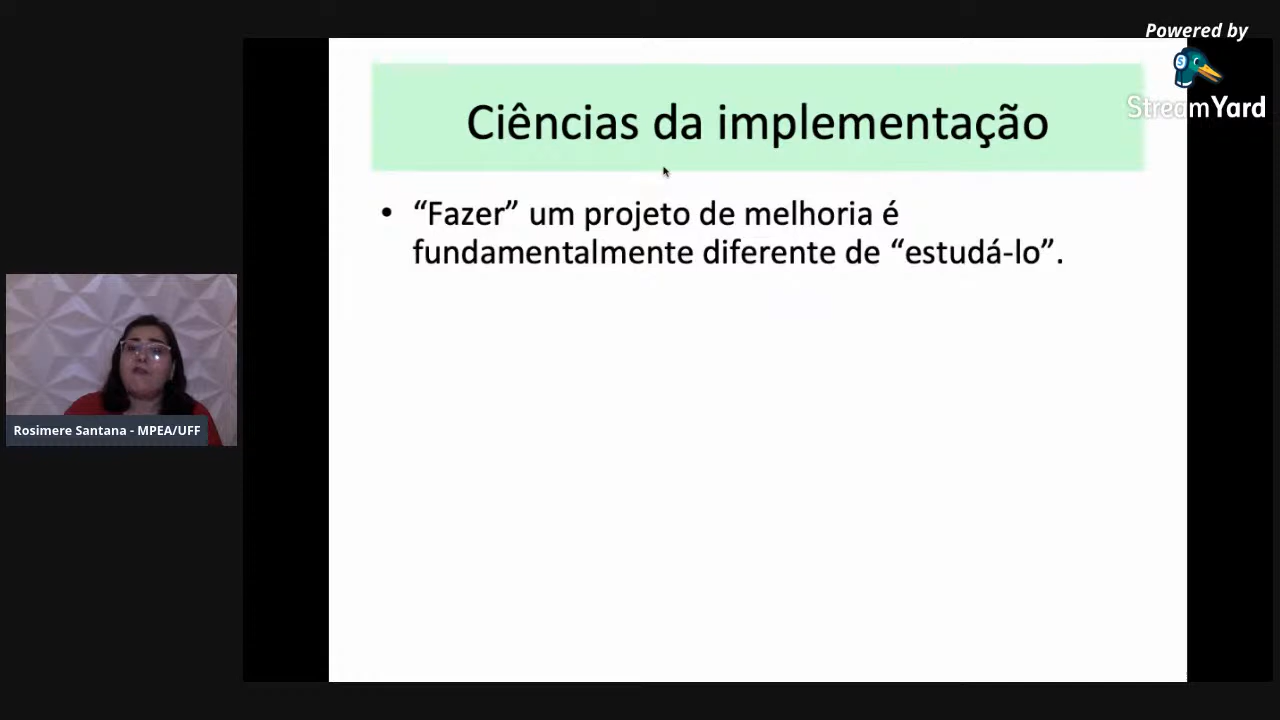 Powered by
StreamYard
Ciências da implementação
• “Fazer” um projeto de melhoria é
fundamentalmente diferente de “estudá-lo”.
Rosimere Santana - MPEA/UFF